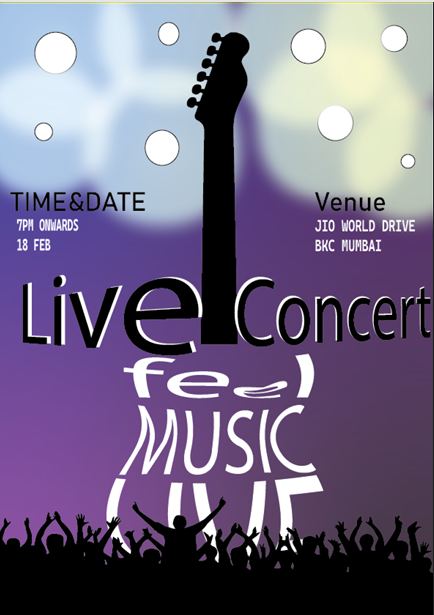 TIME&DATE
7PM ONWARDS
18 FEB
Venue
JIO WORLD DRIVE
BKC MUMBAI
Live Concert
feel
MUSIC
LIVE